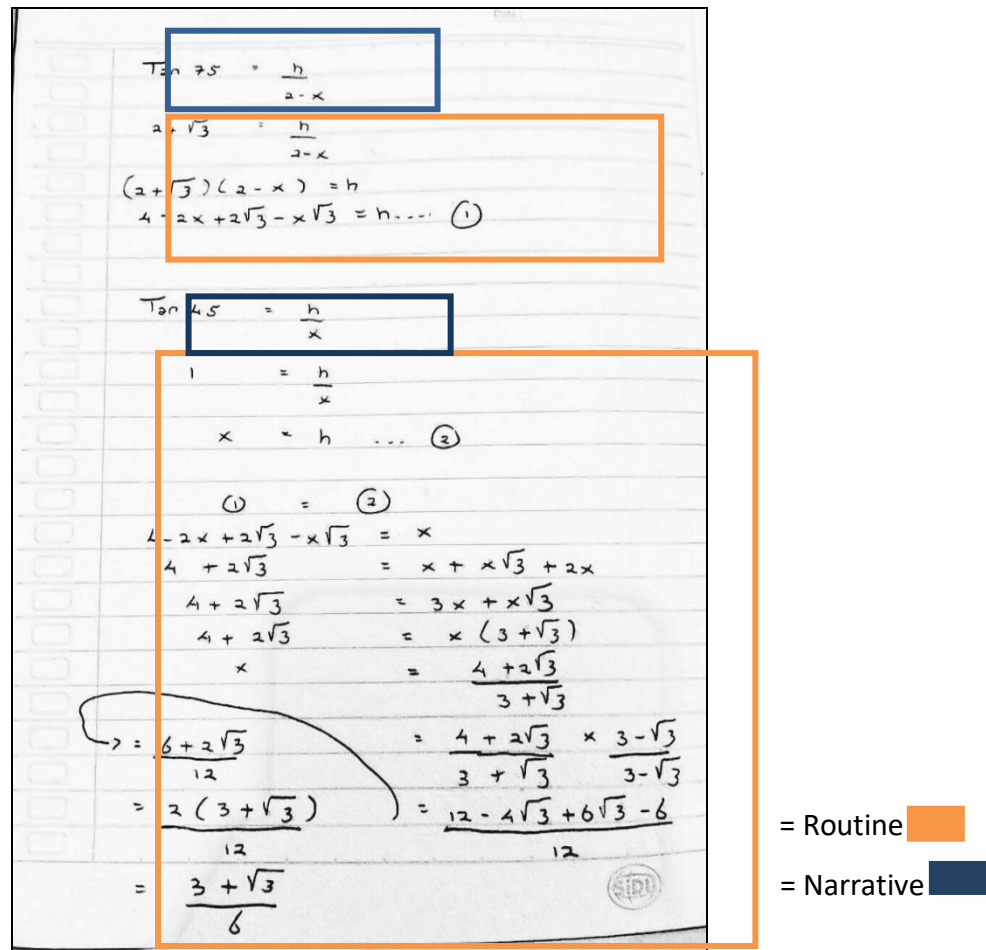 Tan 75 = h/(2-x)
2 + √3 = h/(2-x)
(2+√3)(2-x) = h
4 - 2x + 2√3 - x√3 = h .... ①
Tan 45 = h/x
1 = h/x
x = h ... ②
① = ②
4 - 2x + 2√3 - x√3 = x
4 + 2√3 = x + x√3 + 2x
4 + 2√3 = 3x + x√3
4 + 2√3 = x (3 + √3)
x = (4 + 2√3)/(3 + √3)
= (4 + 2√3)/(3 + √3) × (3 - √3)/(3 - √3)
= (12 - 4√3 + 6√3 - 6)/12
= (6 + 2√3)/12
= 2(3 + √3)/12
= (3 + √3)/6
SiDU
= Routine
= Narrative